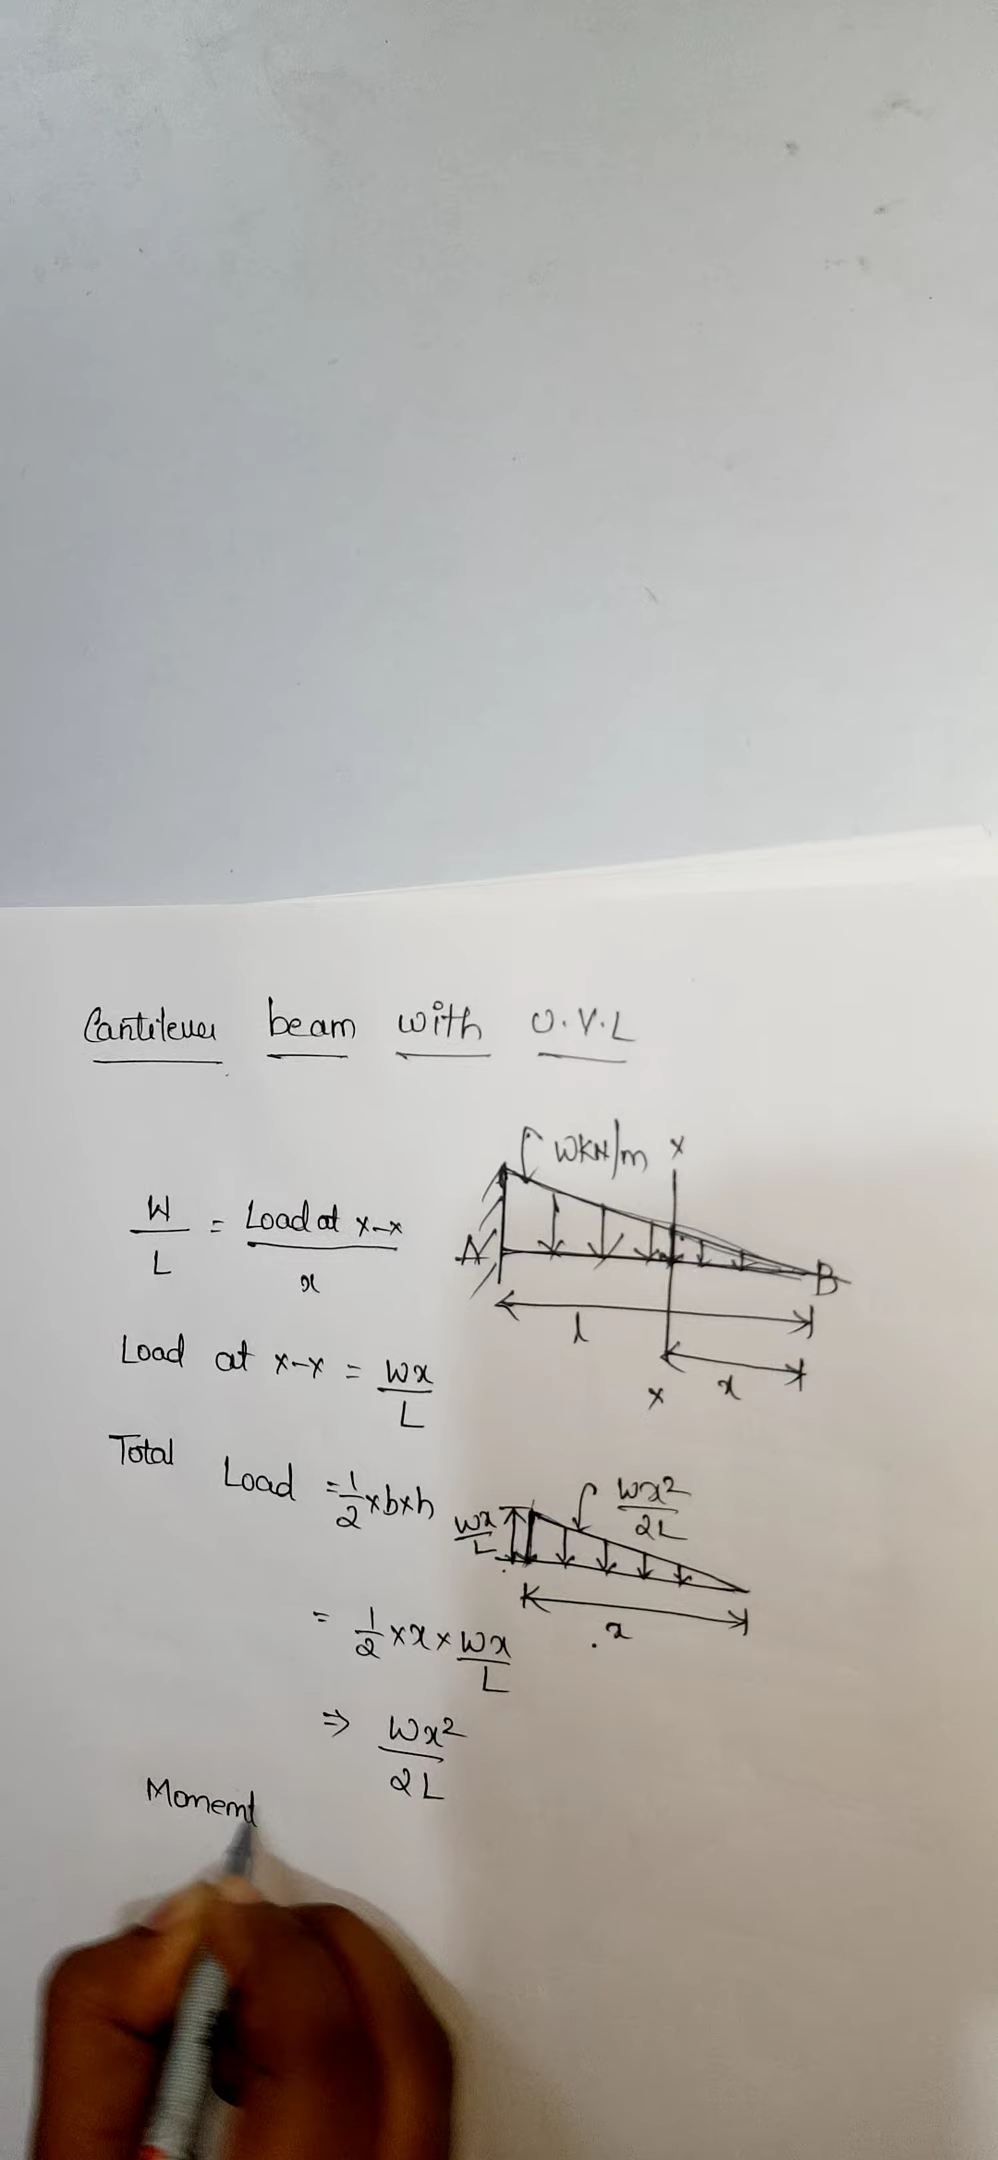 Cantilever beam with U.V.L
WKN/m x
W/L = Load at x-x/x
A
B
l
Load at x-x = Wx/L
x x
Total Load = 1/2 x b x h
Wx/L
Wx²/2L
x
= 1/2 x x x Wx/L
⇒ Wx²/2L
Moment